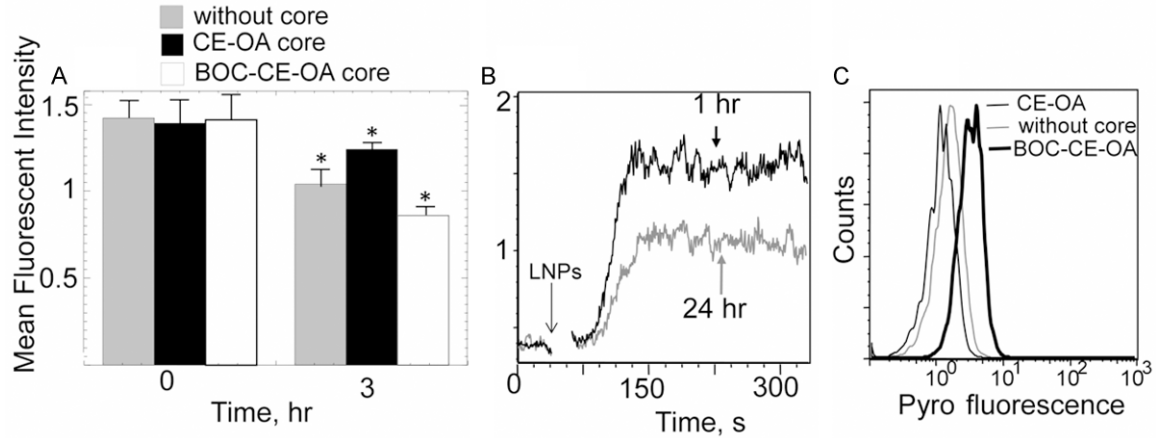 without core
CE-OA core
BOC-CE-OA core
A
Mean Fluorescent Intensity
1.5
1
0.5
* * *
0 3
Time, hr
B
2
1
1 hr
LNPs
24 hr
0 150 300
Time, s
C
CE-OA
without core
BOC-CE-OA
Counts
10⁰ 10¹ 10² 10³
Pyro fluorescence